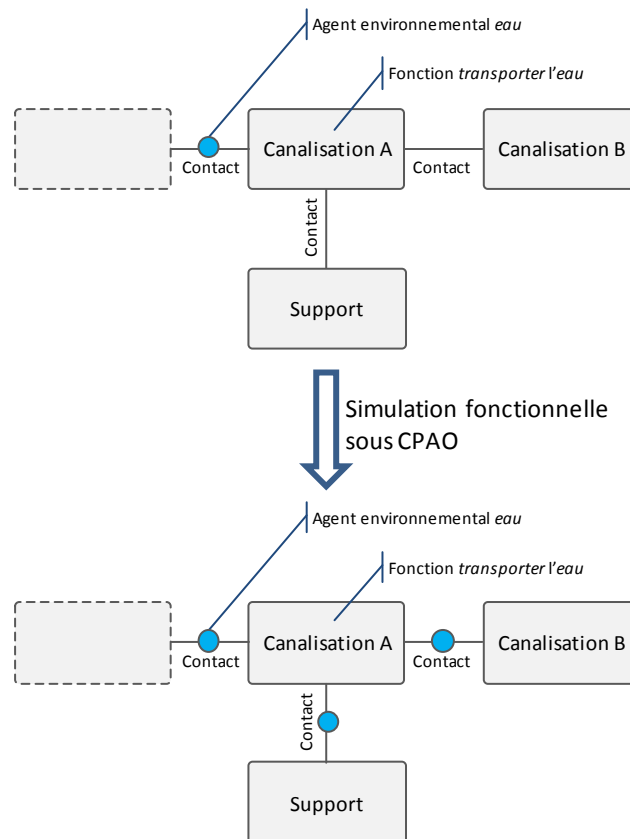 Agent environnemental eau
Fonction transporter l'eau
Canalisation A
Canalisation B
Contact
Contact
Contact
Support
Simulation fonctionnelle
sous CPAO
Agent environnemental eau
Fonction transporter l'eau
Canalisation A
Canalisation B
Contact
Contact
Contact
Support